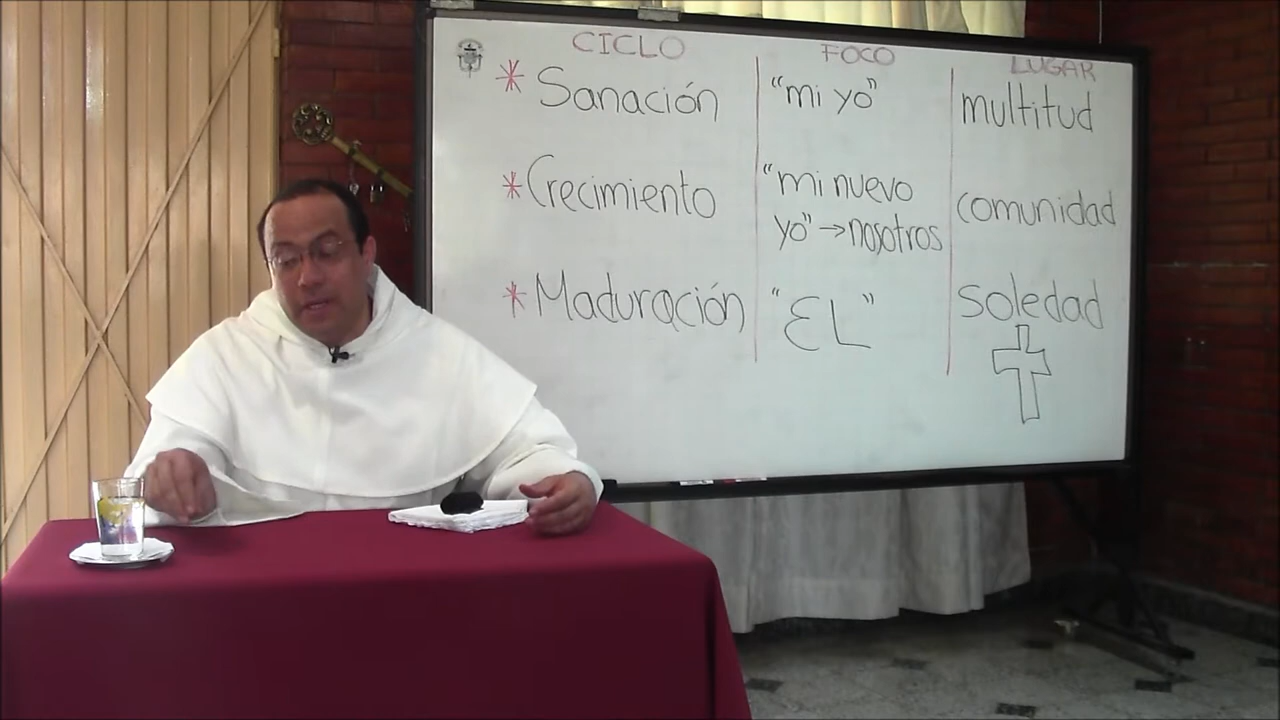 CICLO FOCO LUGAR
* Sanación "mi yo" multitud
* Crecimiento "mi nuevo
yo" → nosotros comunidad
* Maduración "EL" soledad